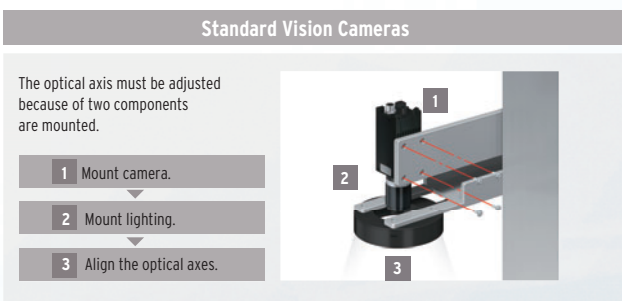 Standard Vision Cameras
The optical axis must be adjusted
because of two components
are mounted.
1 Mount camera.
2 Mount lighting.
3 Align the optical axes.
1
2
3